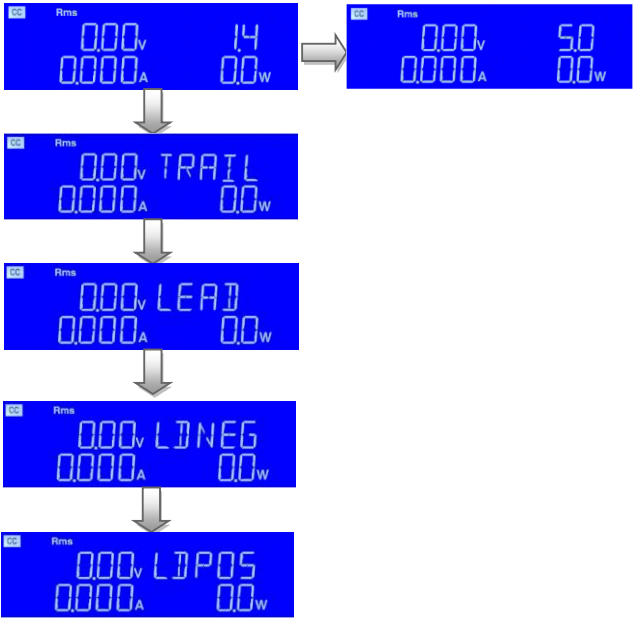 CC Rms
0.00V 1.4
0.000A 0.0W
CC Rms
0.00V 5.0
0.000A 0.0W
CC Rms
0.00V TRAIL
0.000A 0.0W
CC Rms
0.00V LEAD
0.000A 0.0W
CC Rms
0.00V LDNEG
0.000A 0.0W
CC Rms
0.00V LDPOS
0.000A 0.0W